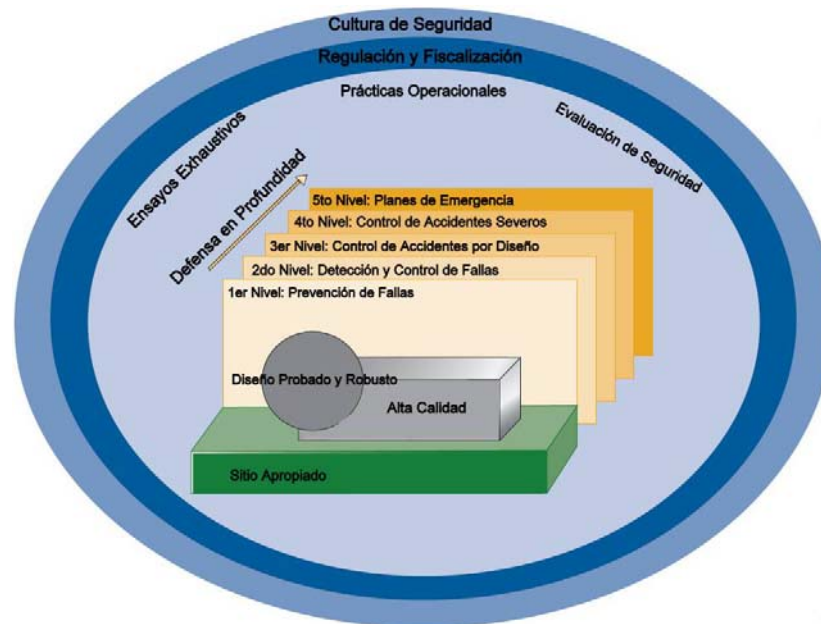 Cultura de Seguridad
Regulación y Fiscalización
Prácticas Operacionales
Ensayos Exhaustivos
Evaluación de Seguridad
Defensa en Profundidad
5to Nivel: Planes de Emergencia
4to Nivel: Control de Accidentes Severos
3er Nivel: Control de Accidentes por Diseño
2do Nivel: Detección y Control de Fallas
1er Nivel: Prevención de Fallas
Diseño Probado y Robusto
Alta Calidad
Sitio Apropiado